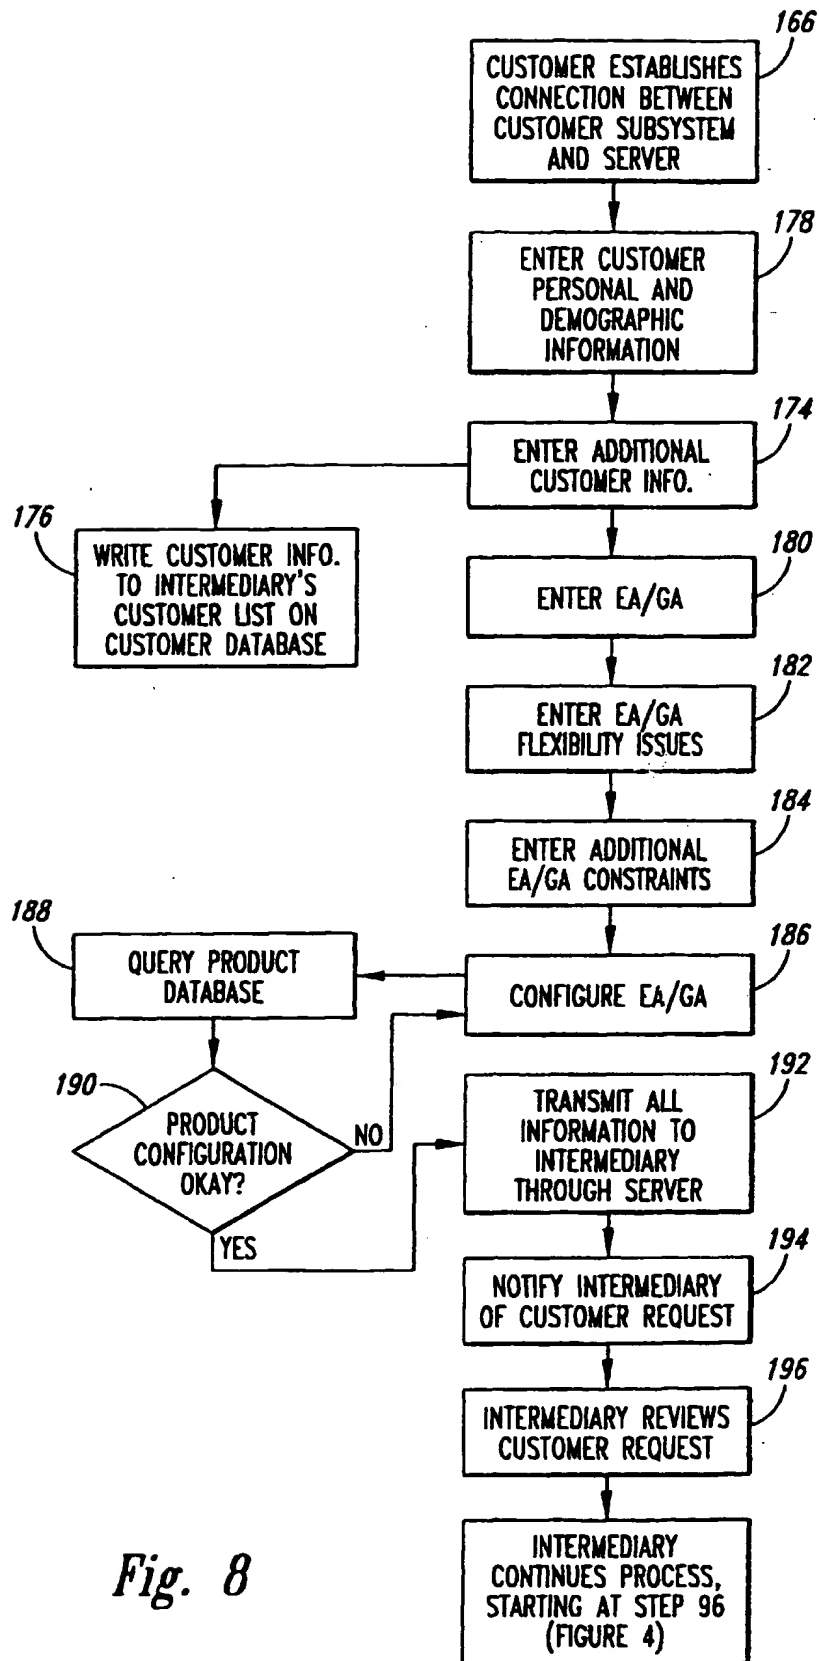 166
CUSTOMER ESTABLISHES
CONNECTION BETWEEN
CUSTOMER SUBSYSTEM
AND SERVER
178
ENTER CUSTOMER
PERSONAL AND
DEMOGRAPHIC
INFORMATION
174
ENTER ADDITIONAL
CUSTOMER INFO.
176
WRITE CUSTOMER INFO.
TO INTERMEDIARY'S
CUSTOMER LIST ON
CUSTOMER DATABASE
180
ENTER EA/GA
182
ENTER EA/GA
FLEXIBILITY ISSUES
184
ENTER ADDITIONAL
EA/GA CONSTRAINTS
186
CONFIGURE EA/GA
188
QUERY PRODUCT
DATABASE
190
PRODUCT
CONFIGURATION
OKAY?
NO
YES
192
TRANSMIT ALL
INFORMATION TO
INTERMEDIARY
THROUGH SERVER
194
NOTIFY INTERMEDIARY
OF CUSTOMER REQUEST
196
INTERMEDIARY REVIEWS
CUSTOMER REQUEST
INTERMEDIARY
CONTINUES PROCESS,
STARTING AT STEP 96
(FIGURE 4)
Fig. 8